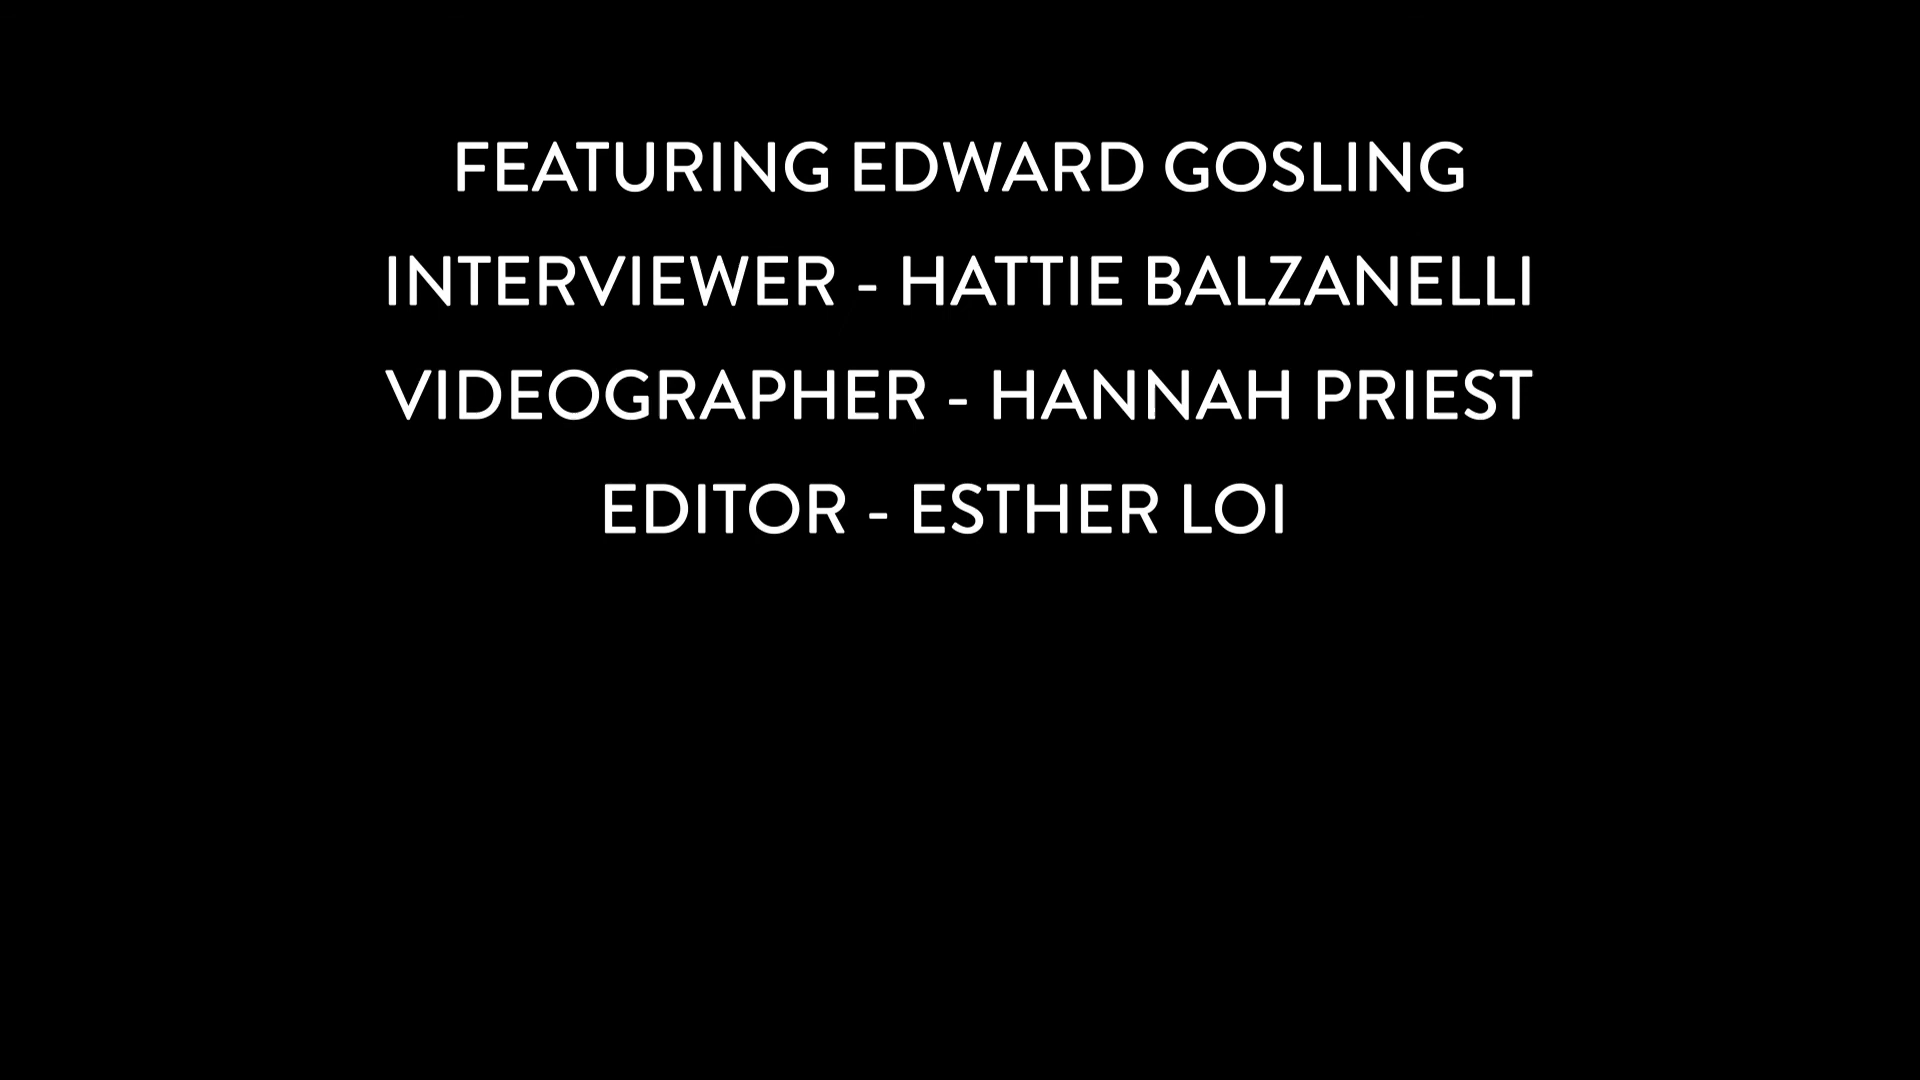 FEATURING EDWARD GOSLING
INTERVIEWER - HATTIE BALZANELLI
VIDEOGRAPHER - HANNAH PRIEST
EDITOR - ESTHER LOI